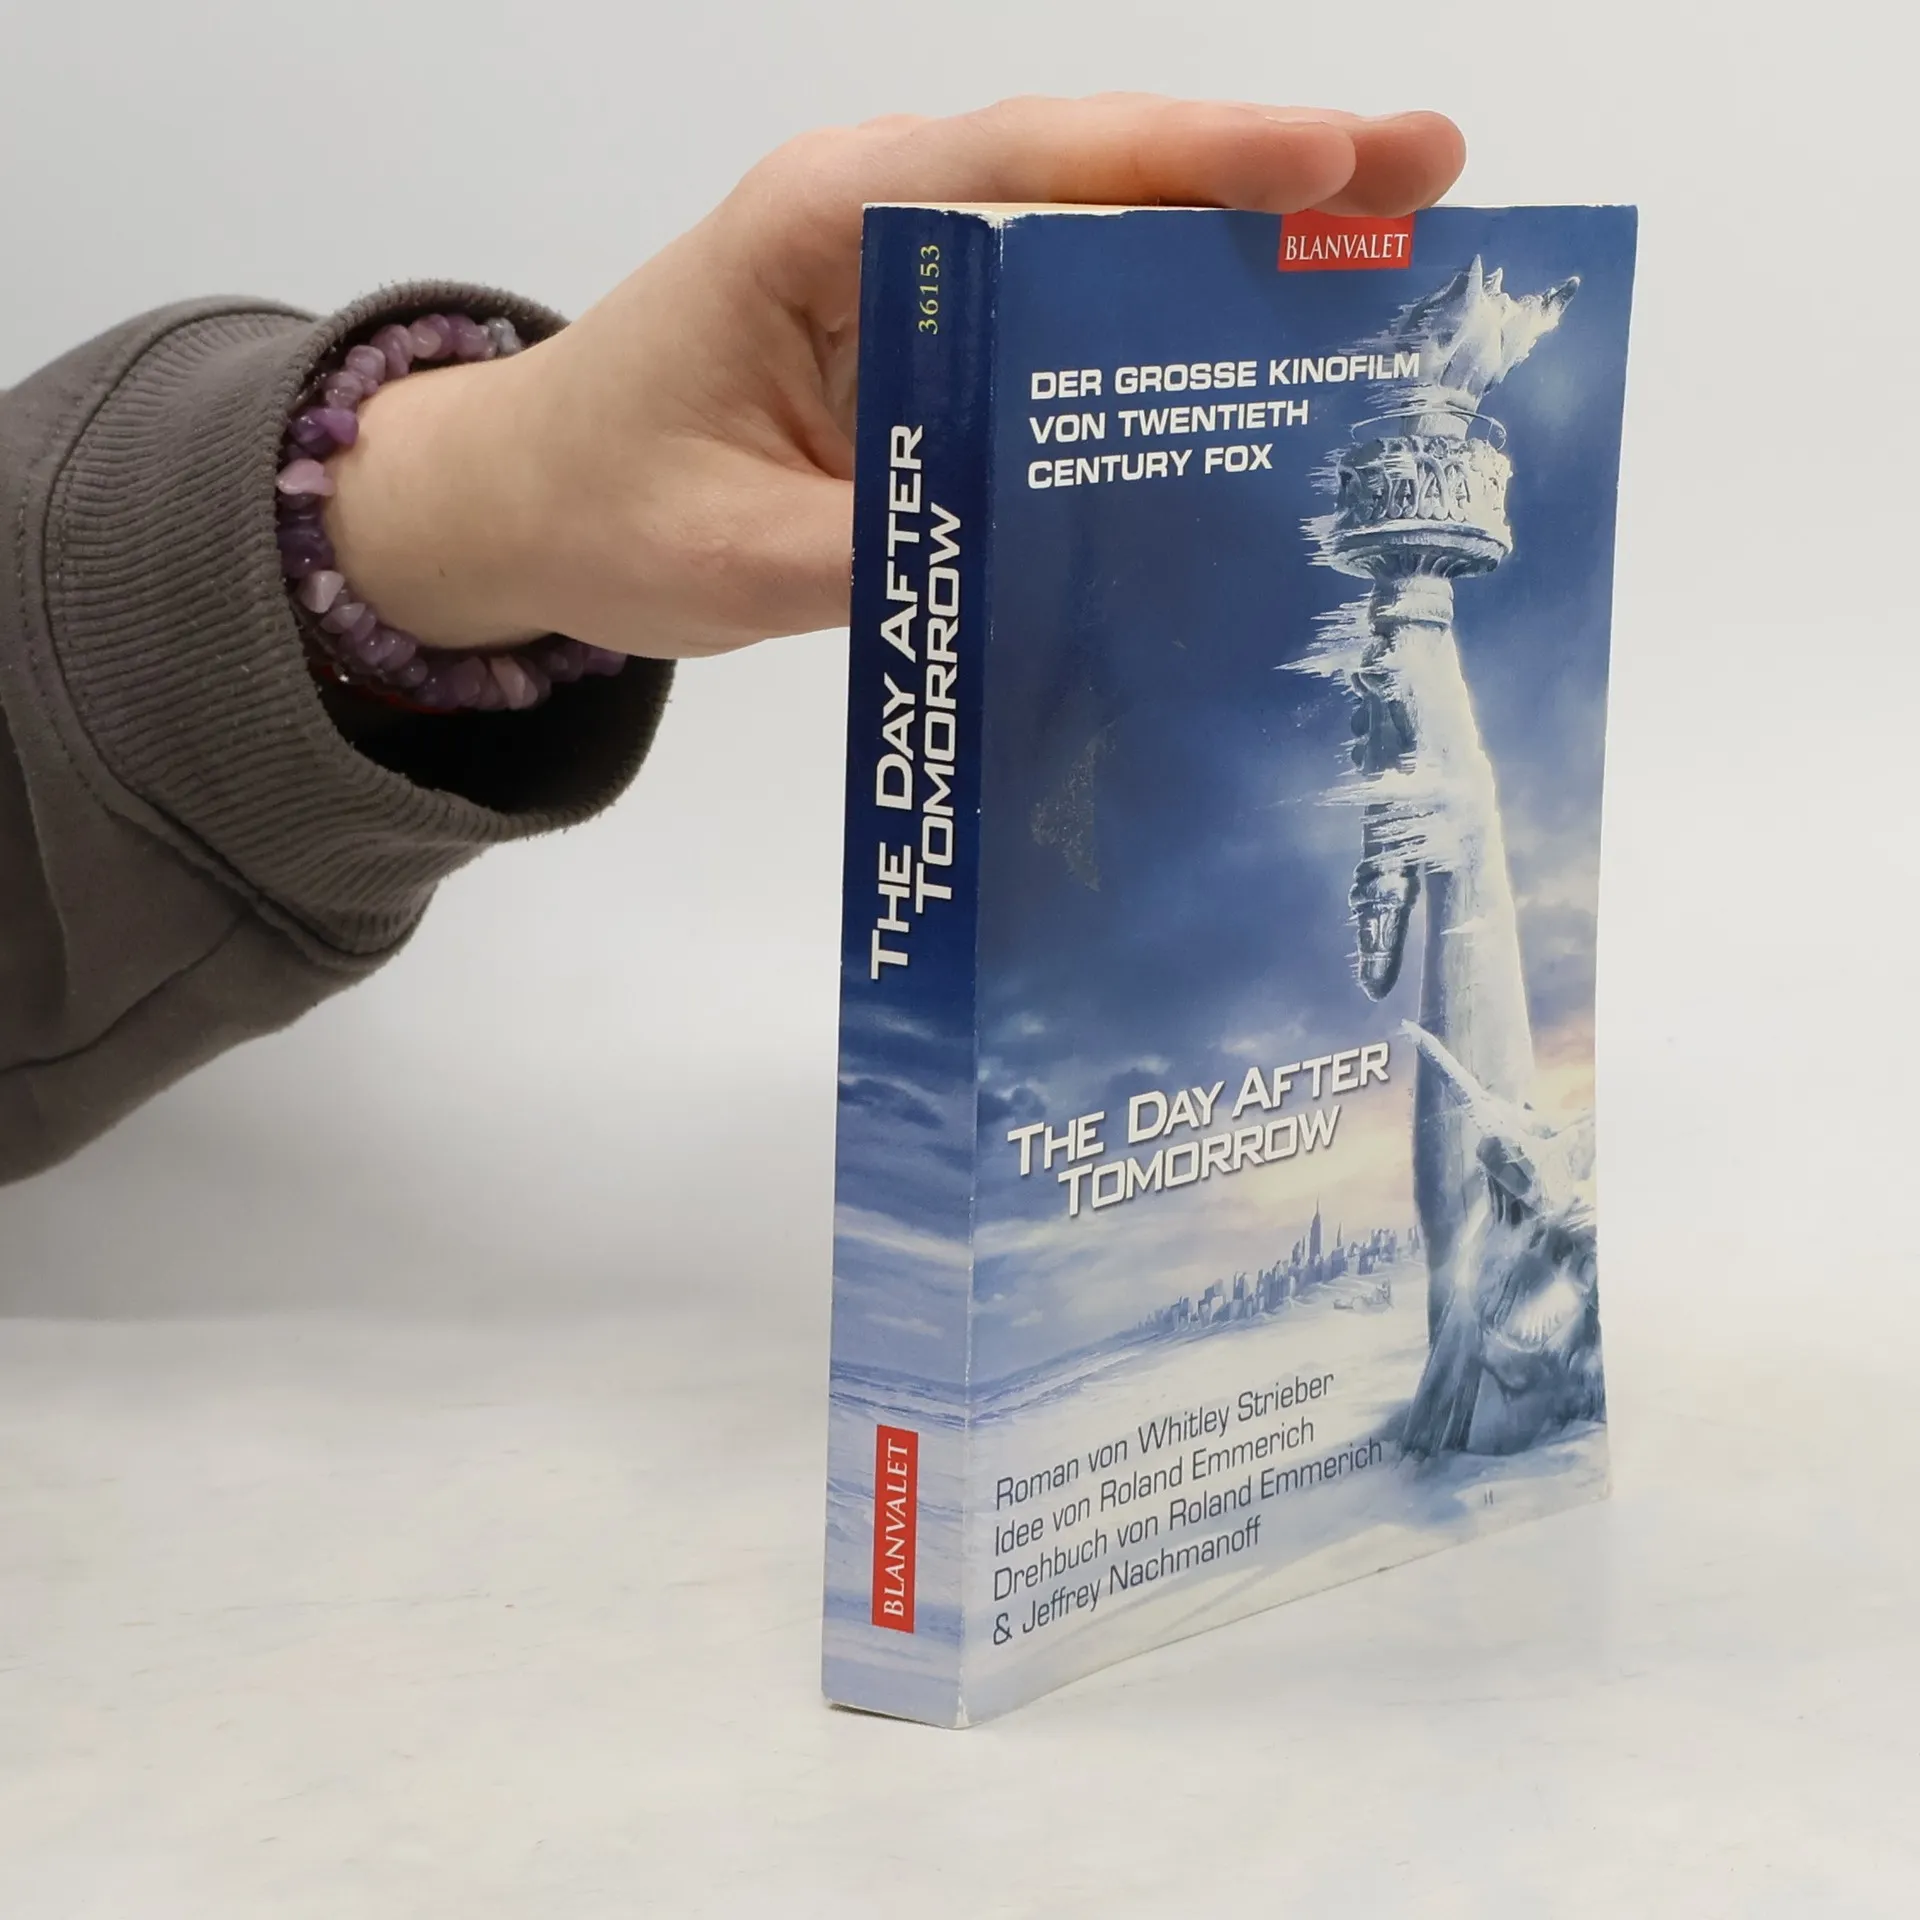 36153
THE DAY AFTER
TOMORROW
BLANVALET
BLANVALET
DER GROSSE KINOFILM
VON TWENTIETH
CENTURY FOX
THE DAY AFTER
TOMORROW
Roman von Whitley Strieber
Idee von Roland Emmerich
Drehbuch von Roland Emmerich
& Jeffrey Nachmanoff